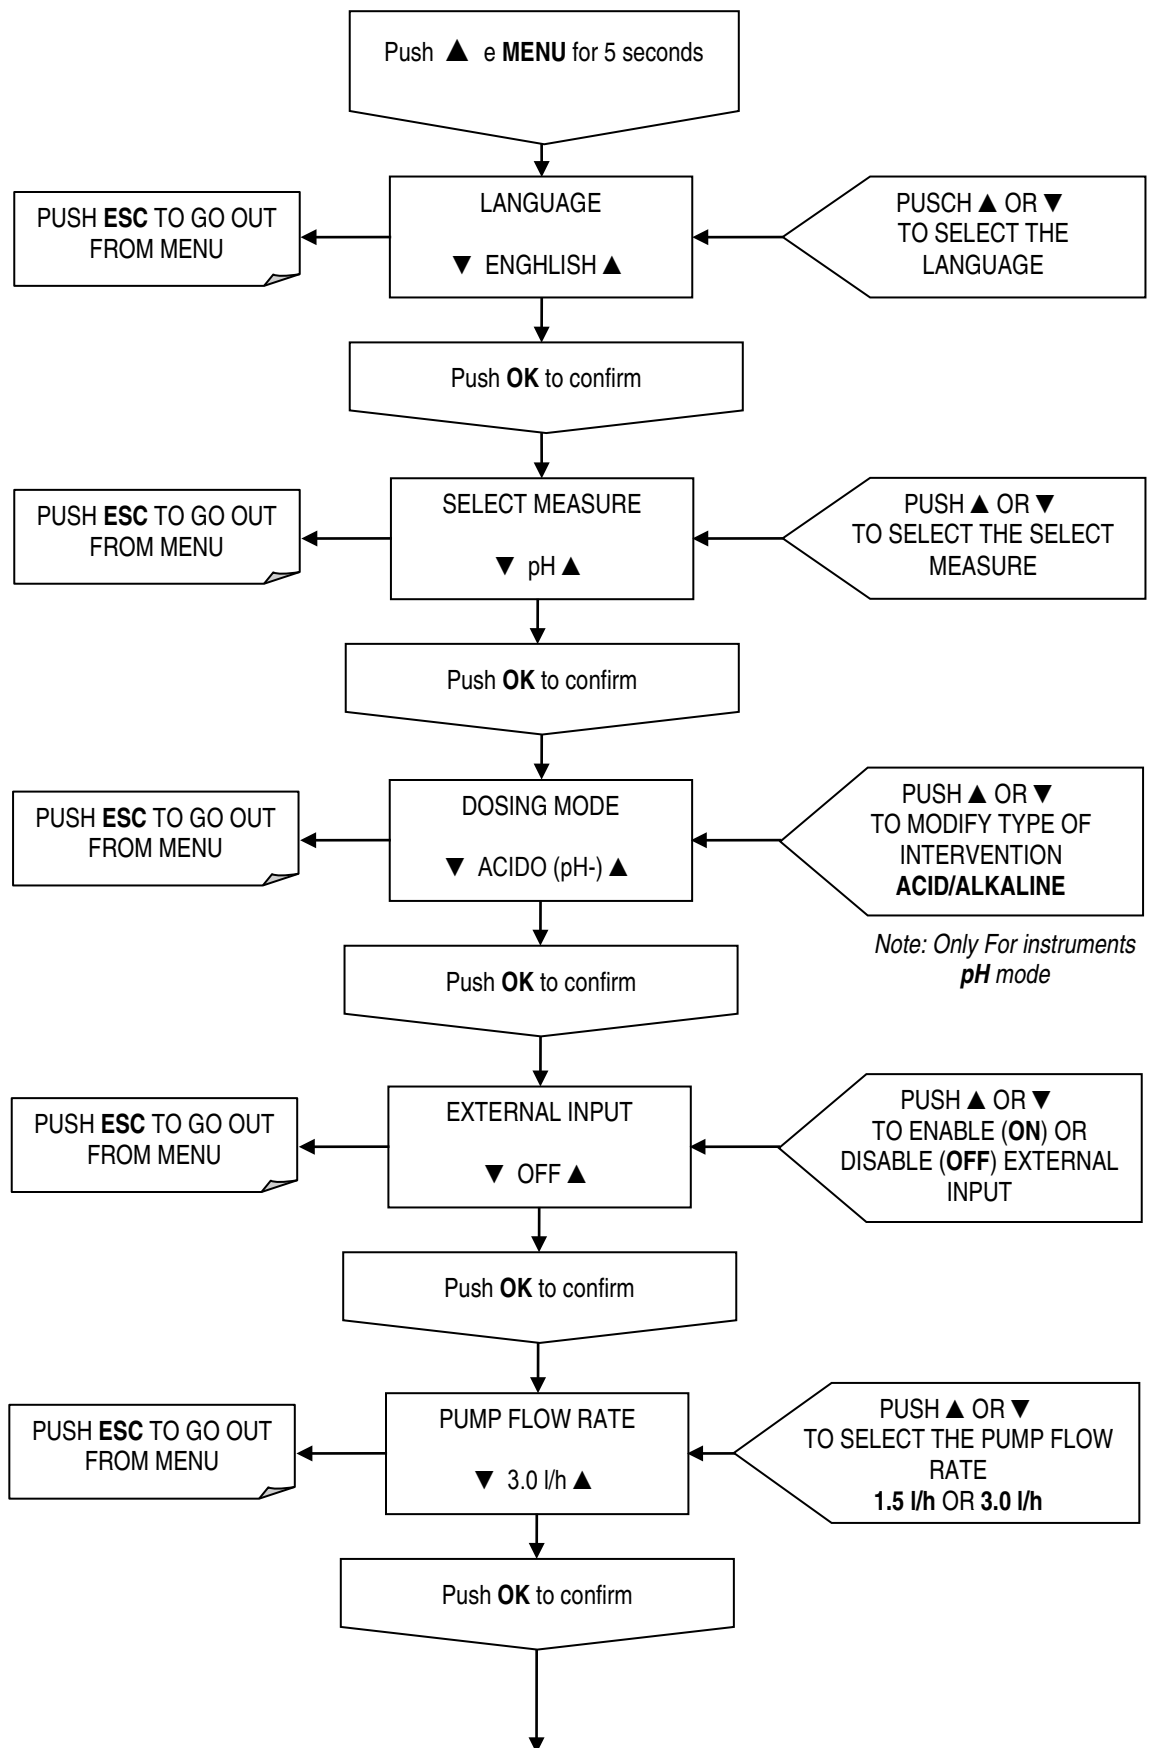 Push ▲ e MENU for 5 seconds
PUSH ESC TO GO OUT
FROM MENU
LANGUAGE
▼ ENGHLISH ▲
PUSCH ▲ OR ▼
TO SELECT THE
LANGUAGE
Push OK to confirm
PUSH ESC TO GO OUT
FROM MENU
SELECT MEASURE
▼ pH ▲
PUSH ▲ OR ▼
TO SELECT THE SELECT
MEASURE
Push OK to confirm
PUSH ESC TO GO OUT
FROM MENU
DOSING MODE
▼ ACIDO (pH-) ▲
PUSH ▲ OR ▼
TO MODIFY TYPE OF
INTERVENTION
ACID/ALKALINE
Note: Only For instruments
pH mode
Push OK to confirm
PUSH ESC TO GO OUT
FROM MENU
EXTERNAL INPUT
▼ OFF ▲
PUSH ▲ OR ▼
TO ENABLE (ON) OR
DISABLE (OFF) EXTERNAL
INPUT
Push OK to confirm
PUSH ESC TO GO OUT
FROM MENU
PUMP FLOW RATE
▼ 3.0 l/h ▲
PUSH ▲ OR ▼
TO SELECT THE PUMP FLOW
RATE
1.5 l/h OR 3.0 l/h
Push OK to confirm